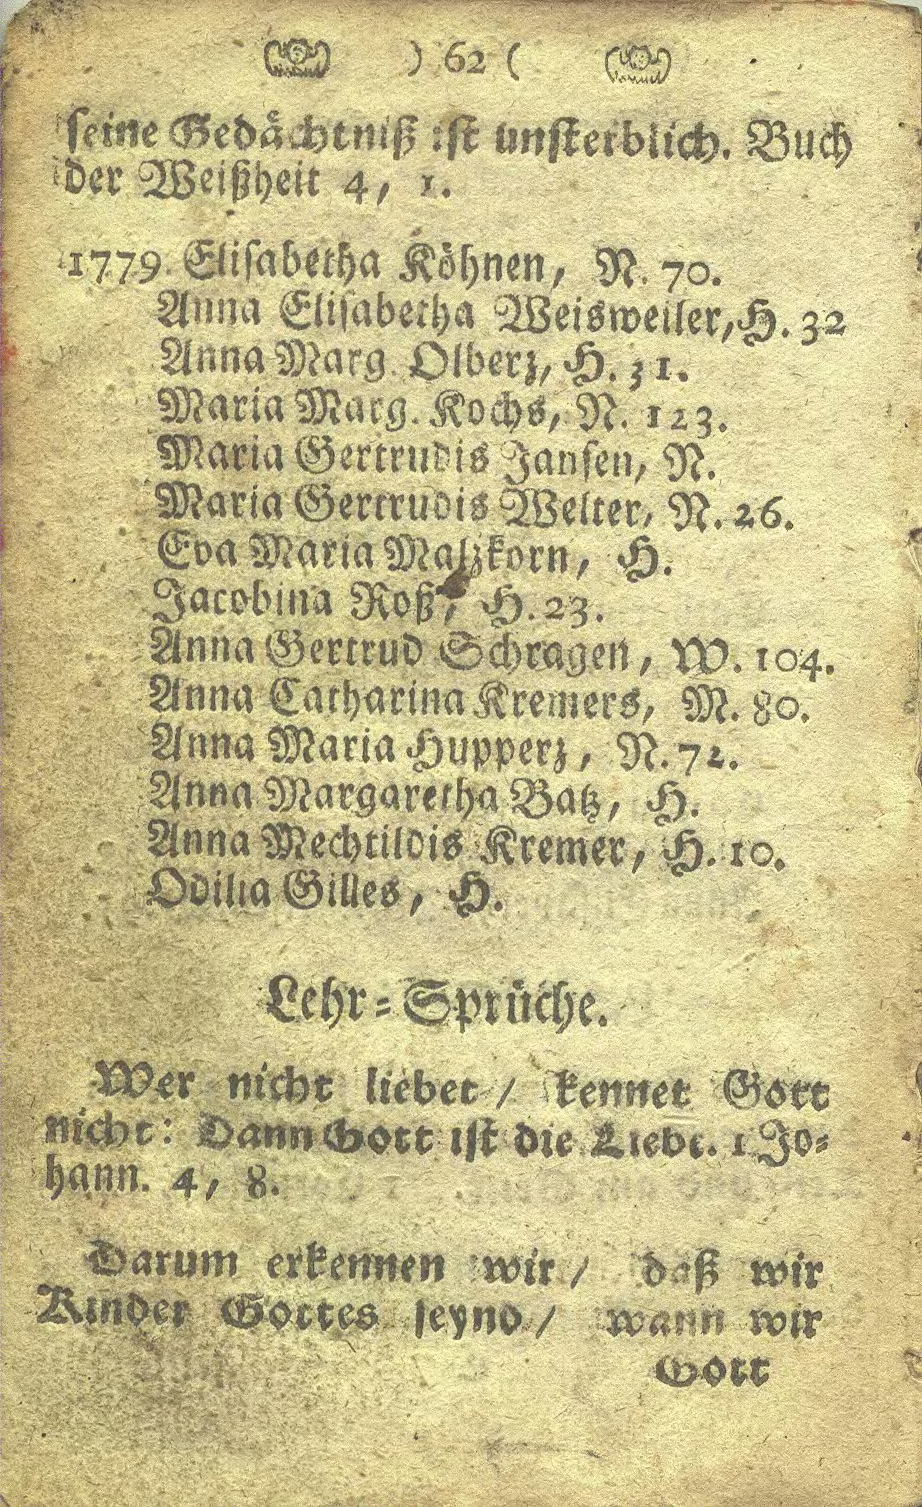 ) 62 (
seine Gedächtniß ist unsterblich. Buch
der Weißheit 4, 1.
1779. Elisabetha Köhnen, N. 70.
Anna Elisabetha Weisweiler, H. 32
Anna Marg. Olberz, H. 31.
Maria Marg. Kochs, N. 123.
Maria Gertrudis Jansen, N.
Maria Gertrudis Welter, N. 26.
Eva Maria Malzkorn, H.
Jacobina Roß, H. 23.
Anna Gertrud Schragen, W. 104.
Anna Catharina Kremers, M. 80.
Anna Maria Hupperz, N. 72.
Anna Margaretha Batz, H.
Anna Mechtildis Kremer, H. 10.
Odilia Gilles, H.
Lehr-Sprüche.
Wer nicht liebet / kennet Gott
nicht: Dann Gott ist die Liebe. 1 Jo-
hann. 4, 8.
Darum erkennen wir / daß wir
Kinder Gottes seynd / wann wir
Gott